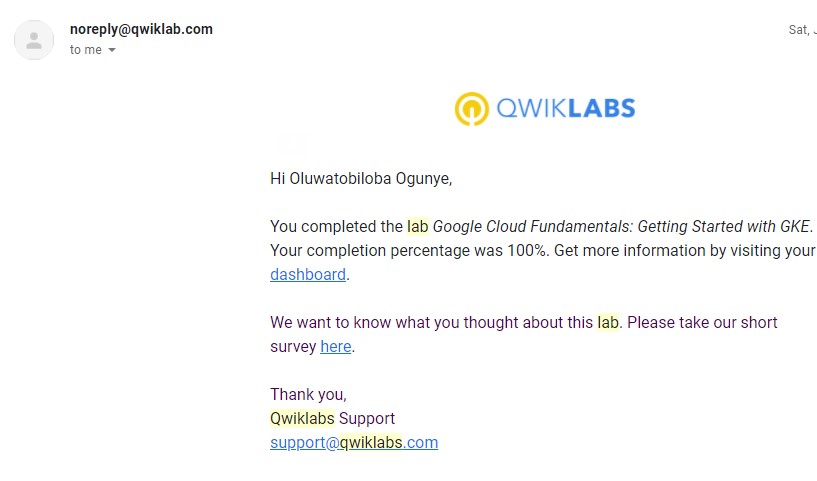 noreply@qwiklab.com
Sat,
to me
QWIKLABS
Hi Oluwatobiloba Ogunye,
You completed the lab Google Cloud Fundamentals: Getting Started with GKE.
Your completion percentage was 100%. Get more information by visiting your
dashboard.
We want to know what you thought about this lab. Please take our short
survey here.
Thank you,
Qwiklabs Support
support@qwiklabs.com